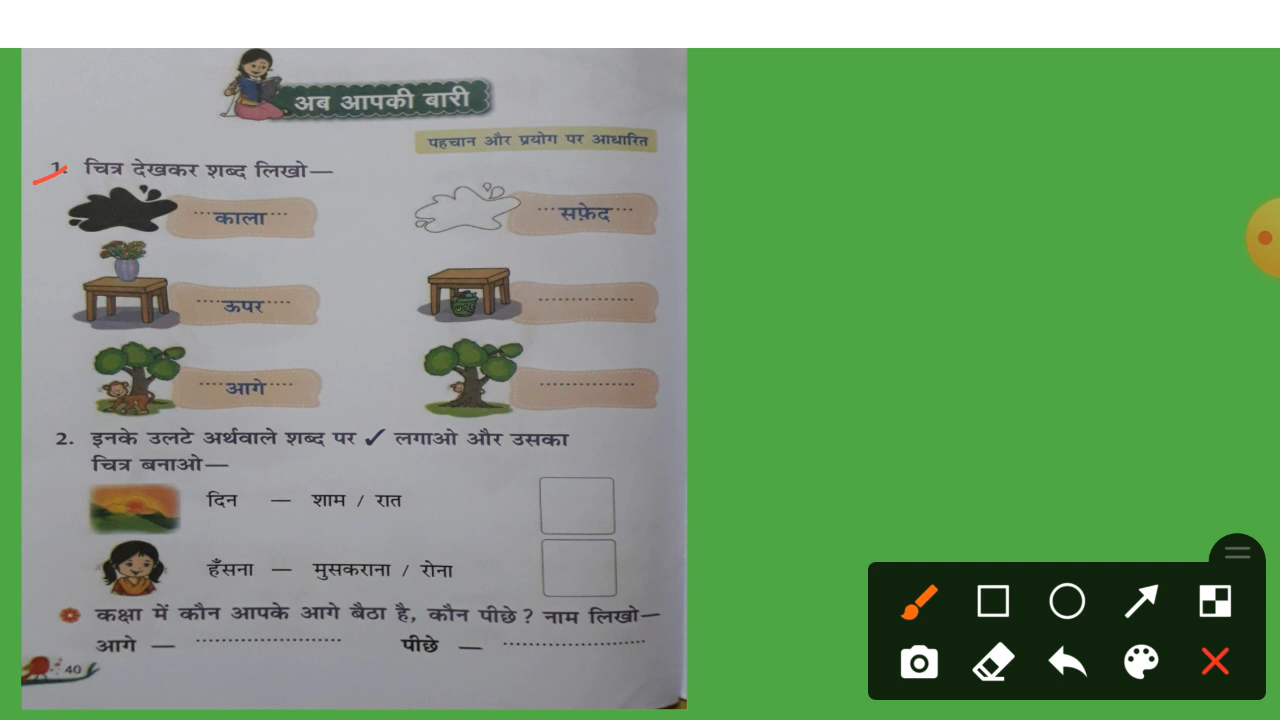 अब आपकी बारी
पहचान और प्रयोग पर आधारित
1. चित्र देखकर शब्द लिखो—
काला सफ़ेद
ऊपर ..................
आगे ..................
2. इनके उलटे अर्थवाले शब्द पर ✓ लगाओ और उसका
चित्र बनाओ—
दिन — शाम / रात
हँसना — मुसकराना / रोना
कक्षा में कौन आपके आगे बैठा है, कौन पीछे? नाम लिखो—
आगे — .......................... पीछे — ..........................
40